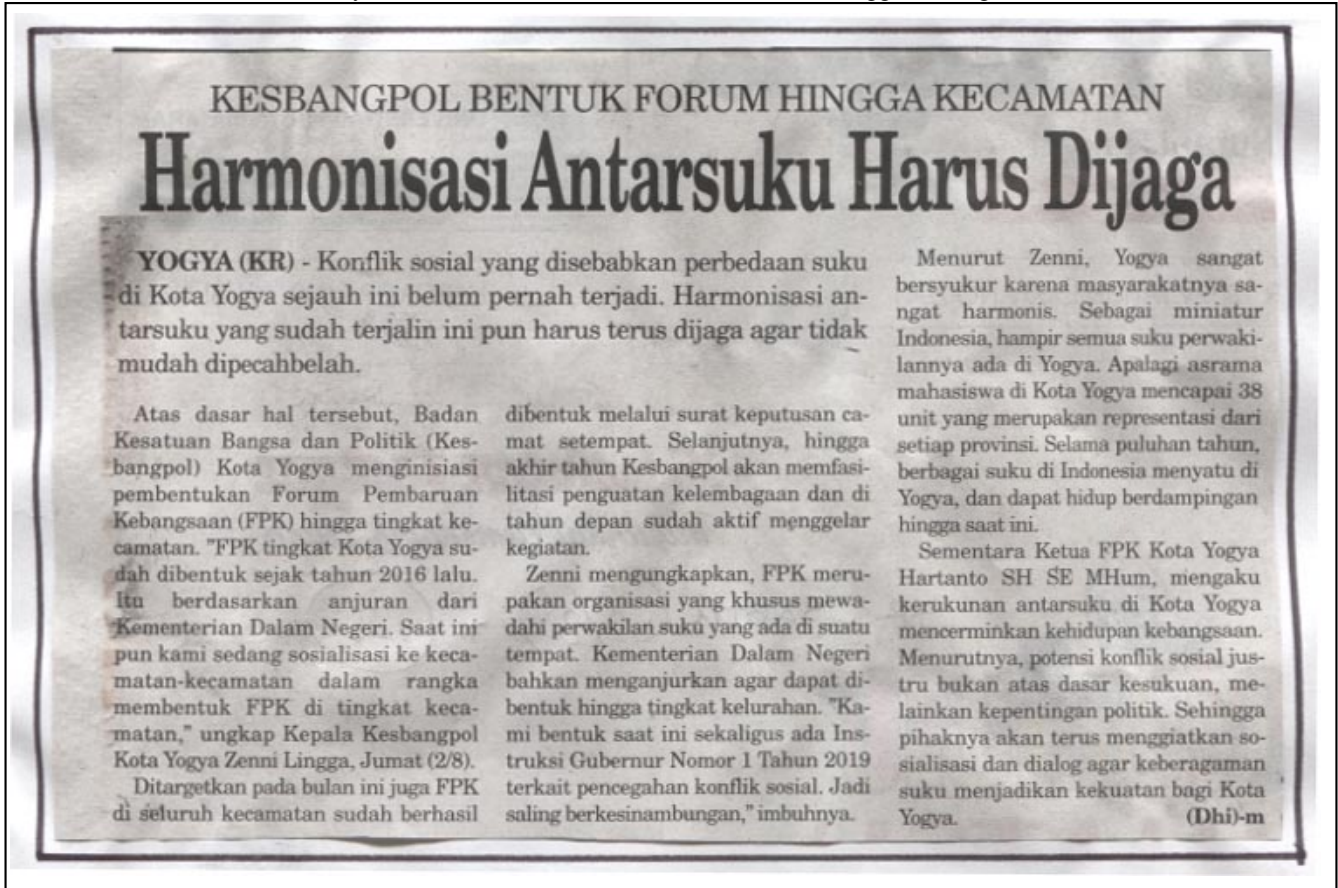 KESBANGPOL BENTUK FORUM HINGGA KECAMATAN
Harmonisasi Antarsuku Harus Dijaga
YOGYA (KR) - Konflik sosial yang disebabkan perbedaan suku
di Kota Yogya sejauh ini belum pernah terjadi. Harmonisasi an-
tarsuku yang sudah terjalin ini pun harus terus dijaga agar tidak
mudah dipecahbelah.
Atas dasar hal tersebut, Badan
Kesatuan Bangsa dan Politik (Kes-
bangpol) Kota Yogya menginisiasi
pembentukan Forum Pembaruan
Kebangsaan (FPK) hingga tingkat ke-
camatan. "FPK tingkat Kota Yogya su-
dah dibentuk sejak tahun 2016 lalu.
Itu berdasarkan anjuran dari
Kementerian Dalam Negeri. Saat ini
pun kami sedang sosialisasi ke keca-
matan-kecamatan dalam rangka
membentuk FPK di tingkat keca-
matan," ungkap Kepala Kesbangpol
Kota Yogya Zenni Lingga, Jumat (2/8).
Ditargetkan pada bulan ini juga FPK
di seluruh kecamatan sudah berhasil
dibentuk melalui surat keputusan ca-
mat setempat. Selanjutnya, hingga
akhir tahun Kesbangpol akan memfasi-
litasi penguatan kelembagaan dan di
tahun depan sudah aktif menggelar
kegiatan.
Zenni mengungkapkan, FPK meru-
pakan organisasi yang khusus mewa-
dahi perwakilan suku yang ada di suatu
tempat. Kementerian Dalam Negeri
bahkan menganjurkan agar dapat di-
bentuk hingga tingkat kelurahan. "Ka-
mi bentuk saat ini sekaligus ada Ins-
truksi Gubernur Nomor 1 Tahun 2019
terkait pencegahan konflik sosial. Jadi
saling berkesinambungan," imbuhnya.
Menurut Zenni, Yogya sangat
bersyukur karena masyarakatnya sa-
ngat harmonis. Sebagai miniatur
Indonesia, hampir semua suku perwaki-
lannya ada di Yogya. Apalagi asrama
mahasiswa di Kota Yogya mencapai 38
unit yang merupakan representasi dari
setiap provinsi. Selama puluhan tahun,
berbagai suku di Indonesia menyatu di
Yogya, dan dapat hidup berdampingan
hingga saat ini.
Sementara Ketua FPK Kota Yogya
Hartanto SH SE MHum, mengaku
kerukunan antarsuku di Kota Yogya
mencerminkan kehidupan kebangsaan.
Menurutnya, potensi konflik sosial jus-
tru bukan atas dasar kesukuan, me-
lainkan kepentingan politik. Sehingga
pihaknya akan terus menggiatkan so-
sialisasi dan dialog agar keberagaman
suku menjadikan kekuatan bagi Kota
Yogya. (Dhi)-m